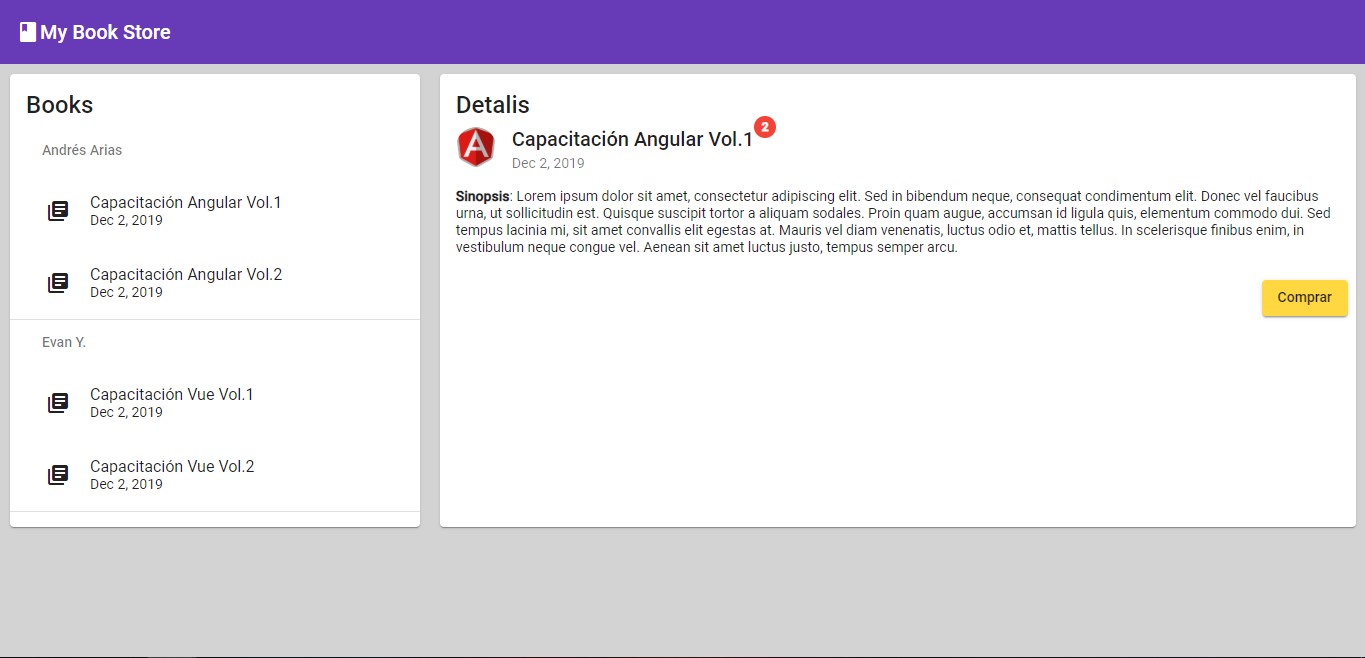 My Book Store
Books
Andrés Arias
Capacitación Angular Vol.1
Dec 2, 2019
Capacitación Angular Vol.2
Dec 2, 2019
Evan Y.
Capacitación Vue Vol.1
Dec 2, 2019
Capacitación Vue Vol.2
Dec 2, 2019
Detalis
A
Capacitación Angular Vol.1 2
Dec 2, 2019
Sinopsis: Lorem ipsum dolor sit amet, consectetur adipiscing elit. Sed in bibendum neque, consequat condimentum elit. Donec vel faucibus
urna, ut sollicitudin est. Quisque suscipit tortor a aliquam sodales. Proin quam augue, accumsan id ligula quis, elementum commodo dui. Sed
tempus lacinia mi, sit amet convallis elit egestas at. Mauris vel diam venenatis, luctus odio et, mattis tellus. In scelerisque finibus enim, in
vestibulum neque congue vel. Aenean sit amet luctus justo, tempus semper arcu.
Comprar